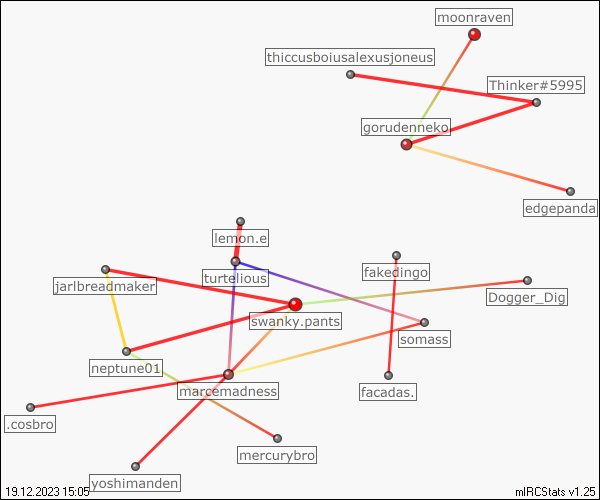 moonraven
thiccusboiusalexusjoneus
Thinker#5995
gorudenneko
edgepanda
lemon.e
turtelious
fakedingo
jarlbreadmaker
Dogger_Dig
swanky.pants
somass
neptune01
marcemadness
facadas.
.cosbro
mercurybro
yoshimanden
19.12.2023 15:05
mIRCStats v1.25